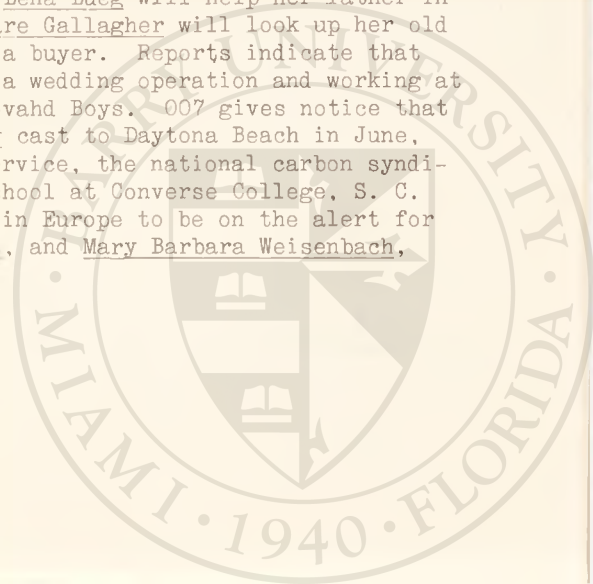 Lena Lueg will help her father in
re Gallagher will look up her old
a buyer. Reports indicate that
a wedding operation and working at
vahd Boys. 007 gives notice that
g cast to Daytona Beach in June,
rvice, the national carbon syndi-
hool at Converse College, S. C.
in Europe to be on the alert for
, and Mary Barbara Weisenbach,
BARRY UNIVERSITY
MIAMI • 1940 • FLORIDA